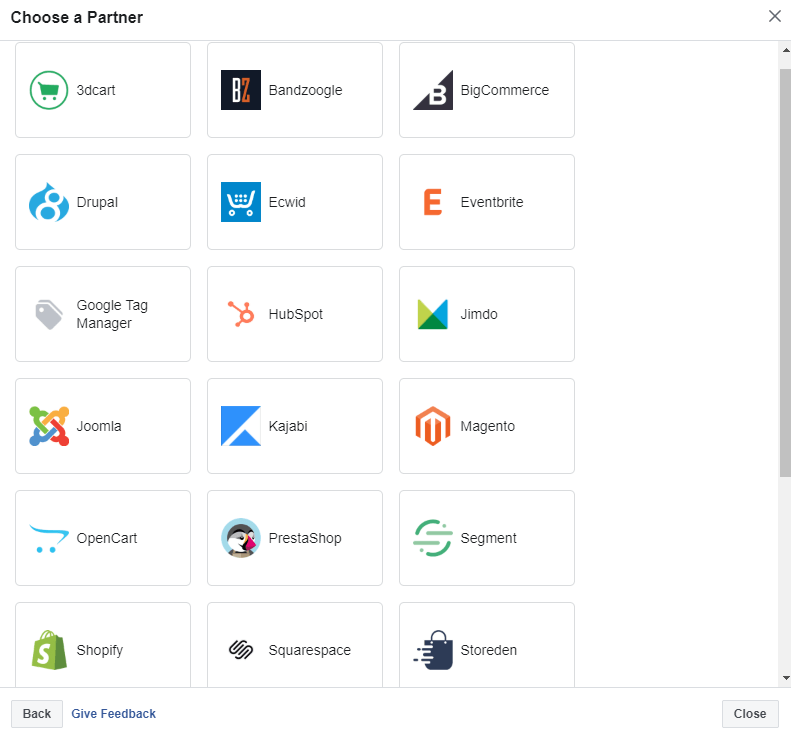 Choose a Partner
3dcart
BZ
Bandzoogle
B
BigCommerce
Drupal
Ecwid
E
Eventbrite
Google Tag
Manager
HubSpot
Jimdo
Joomla
Kajabi
Magento
OpenCart
PrestaShop
Segment
S
Shopify
Squarespace
Storeden
Back
Give Feedback
Close